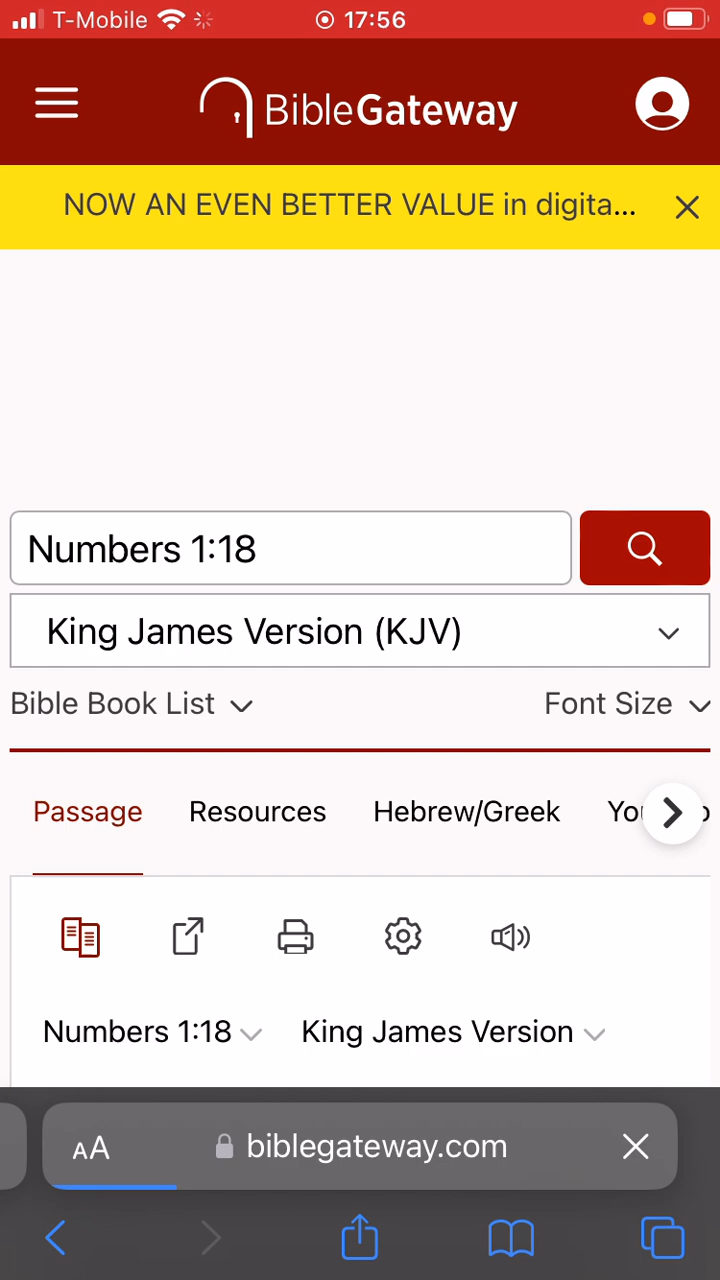 T-Mobile 17:56
BibleGateway
NOW AN EVEN BETTER VALUE in digita...
Numbers 1:18
King James Version (KJV)
Bible Book List Font Size
Passage Resources Hebrew/Greek
Numbers 1:18 King James Version
AA biblegateway.com